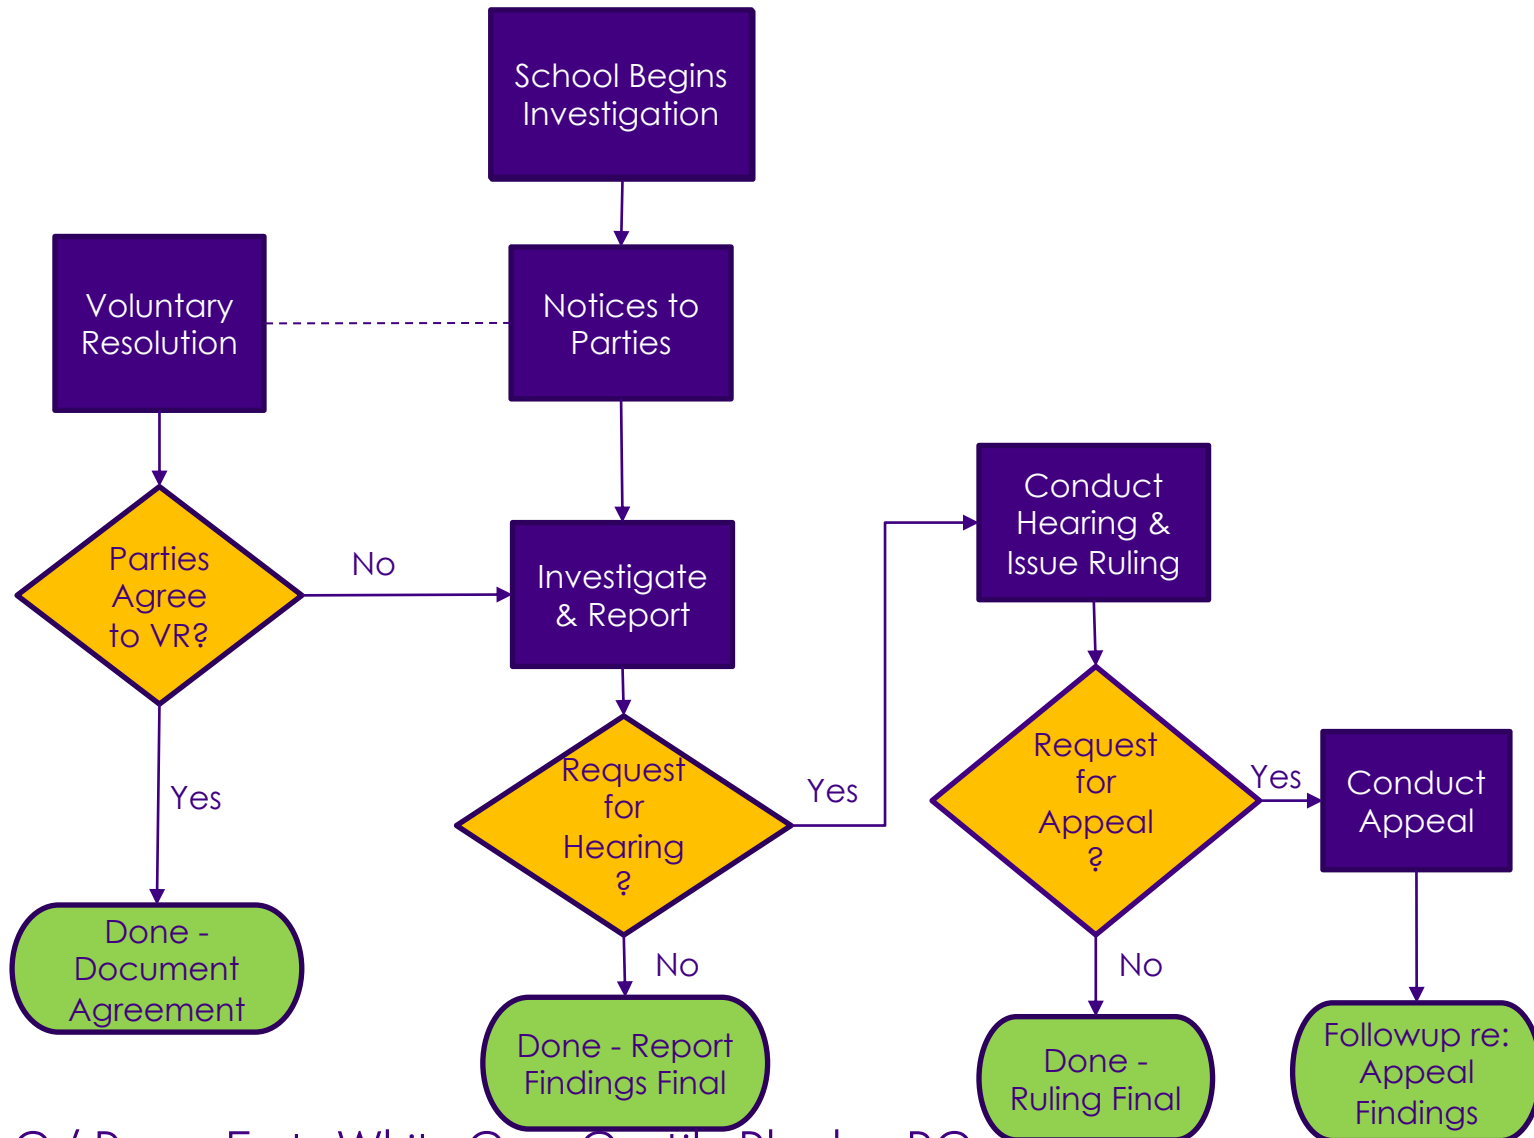 School Begins
Investigation
Voluntary
Resolution
Notices to
Parties
Parties
Agree
to VR?
No
Investigate
& Report
Conduct
Hearing &
Issue Ruling
Yes
Request
for
Hearing
?
Yes
Request
for
Appeal
?
Yes
Conduct
Appeal
Done -
Document
Agreement
No
Done - Report
Findings Final
No
Done -
Ruling Final
Followup re:
Appeal
Findings